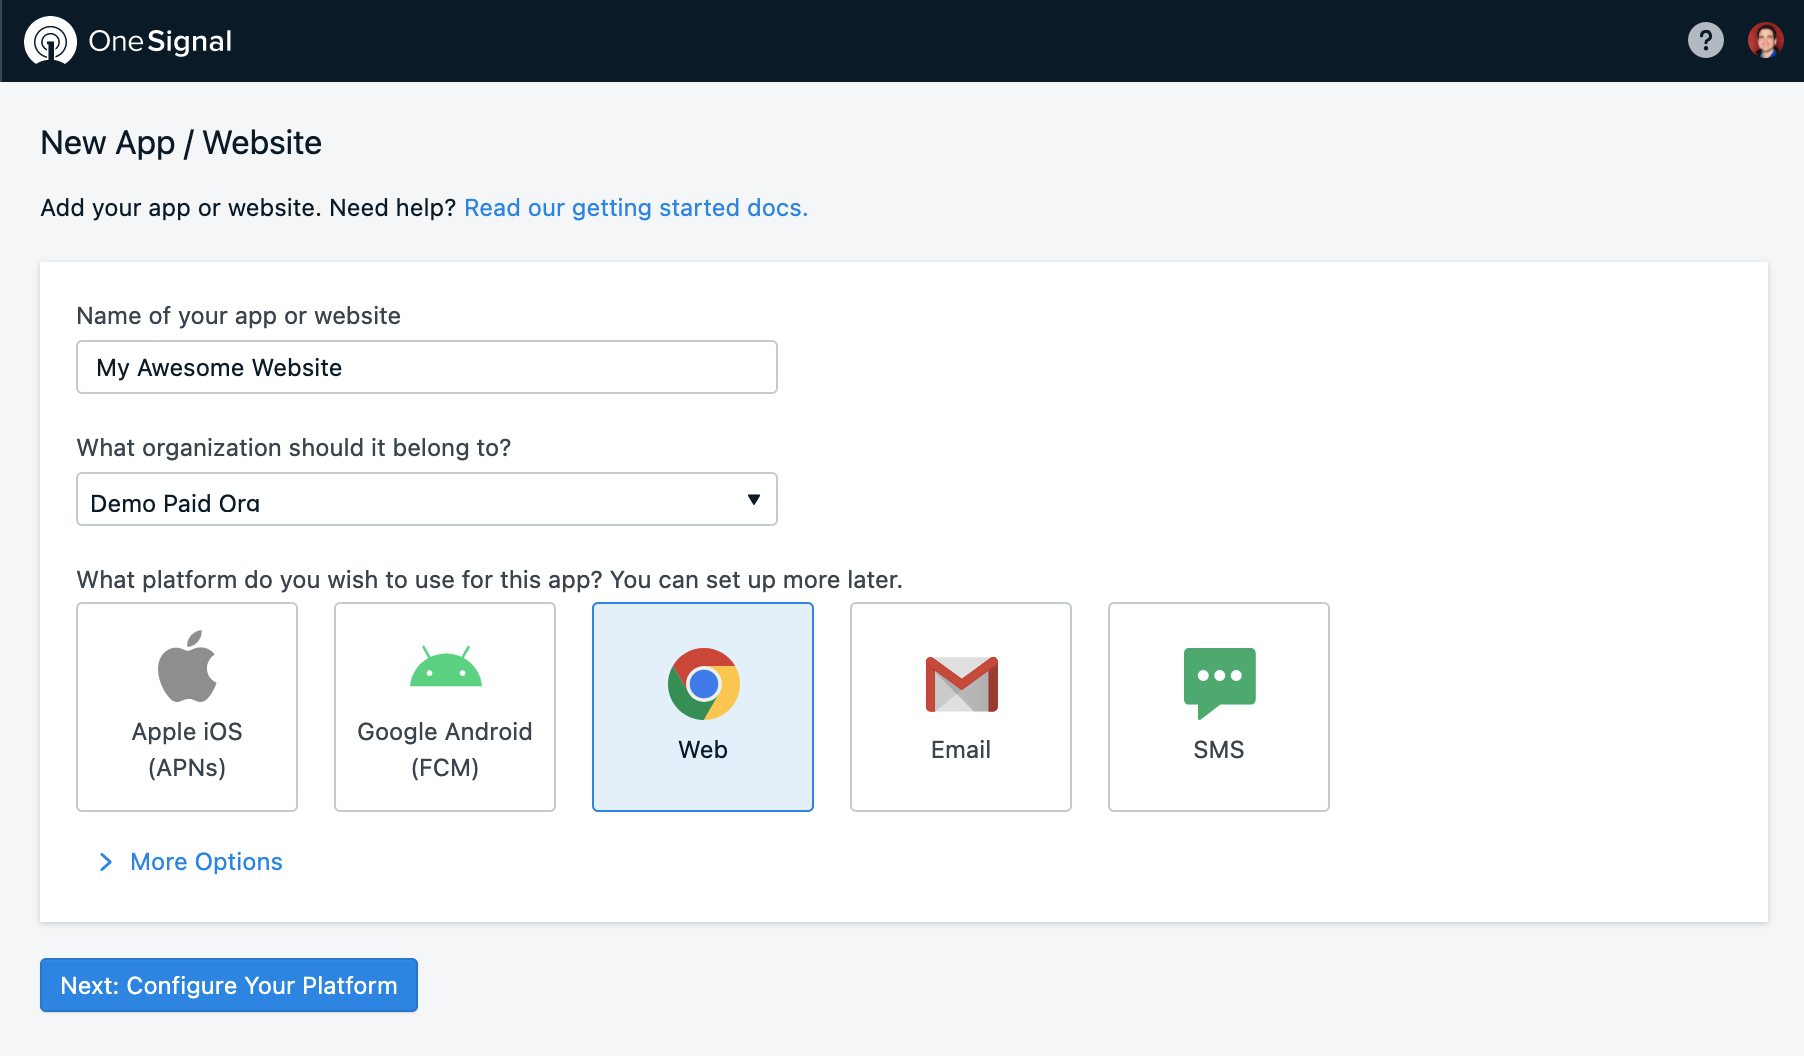 OneSignal
?
New App / Website
Add your app or website. Need help? Read our getting started docs.
Name of your app or website
My Awesome Website
What organization should it belong to?
Demo Paid Org
What platform do you wish to use for this app? You can set up more later.
Apple iOS
(APNs)
Google Android
(FCM)
Web
Email
SMS
More Options
Next: Configure Your Platform